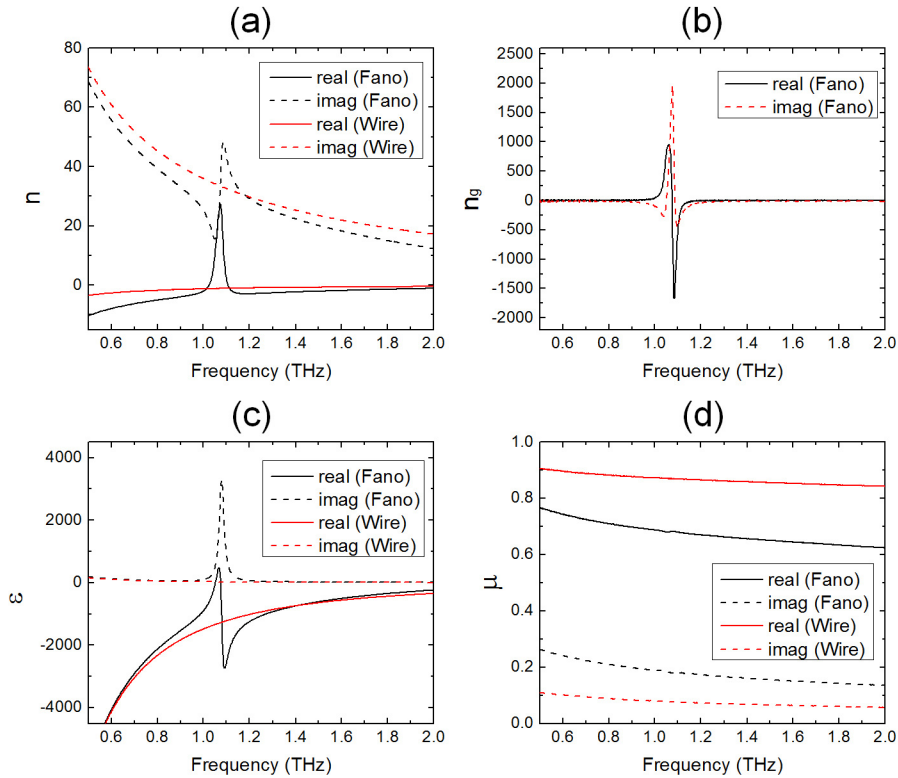 (a)
80
60
40
20
0
n
real (Fano)
imag (Fano)
real (Wire)
imag (Wire)
0.6 0.8 1.0 1.2 1.4 1.6 1.8 2.0
Frequency (THz)
(b)
2500
2000
1500
1000
500
0
-500
-1000
-1500
-2000
ng
real (Fano)
imag (Fano)
0.6 0.8 1.0 1.2 1.4 1.6 1.8 2.0
Frequency (THz)
(c)
4000
2000
0
-2000
-4000
ε
real (Fano)
imag (Fano)
real (Wire)
imag (Wire)
0.6 0.8 1.0 1.2 1.4 1.6 1.8 2.0
Frequency (THz)
(d)
1.0
0.8
0.6
0.4
0.2
0.0
μ
real (Fano)
imag (Fano)
real (Wire)
imag (Wire)
0.6 0.8 1.0 1.2 1.4 1.6 1.8 2.0
Frequency (THz)